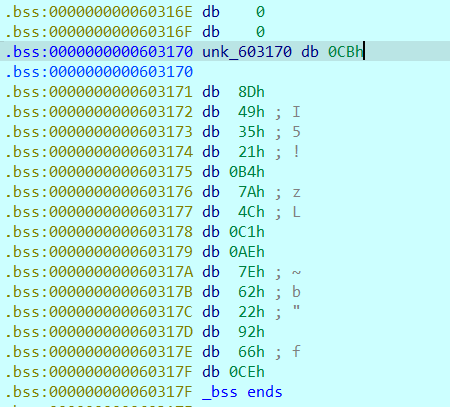 .bss:000000000060316E db    0
.bss:000000000060316F db    0
.bss:0000000000603170 unk_603170 db 0CBh
.bss:0000000000603170
.bss:0000000000603171 db  8Dh
.bss:0000000000603172 db  49h ; I
.bss:0000000000603173 db  35h ; 5
.bss:0000000000603174 db  21h ; !
.bss:0000000000603175 db 0B4h
.bss:0000000000603176 db  7Ah ; z
.bss:0000000000603177 db  4Ch ; L
.bss:0000000000603178 db 0C1h
.bss:0000000000603179 db 0AEh
.bss:000000000060317A db  7Eh ; ~
.bss:000000000060317B db  62h ; b
.bss:000000000060317C db  22h ; "
.bss:000000000060317D db  92h
.bss:000000000060317E db  66h ; f
.bss:000000000060317F db 0CEh
.bss:000000000060317F _bss ends